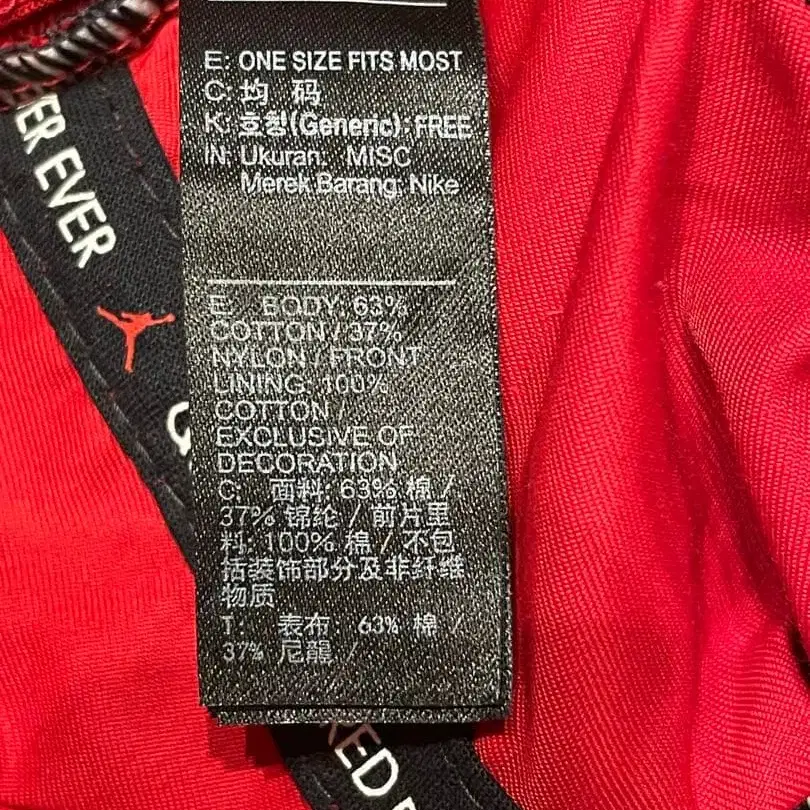 ER EVER
E: ONE SIZE FITS MOST
C: 均 码
K: 호칭(Generic): FREE
IN: Ukuran: MISC
Merek Barang: Nike
E: BODY: 63%
COTTON / 37%
NYLON / FRONT
LINING: 100%
COTTON /
EXCLUSIVE OF
DECORATION
C: 面料: 63% 棉 /
37% 锦纶 / 前片里
料: 100% 棉 / 不包
括装饰部分及非纤维
物质
T: 表布: 63% 棉 /
37% 尼龍 /
RED